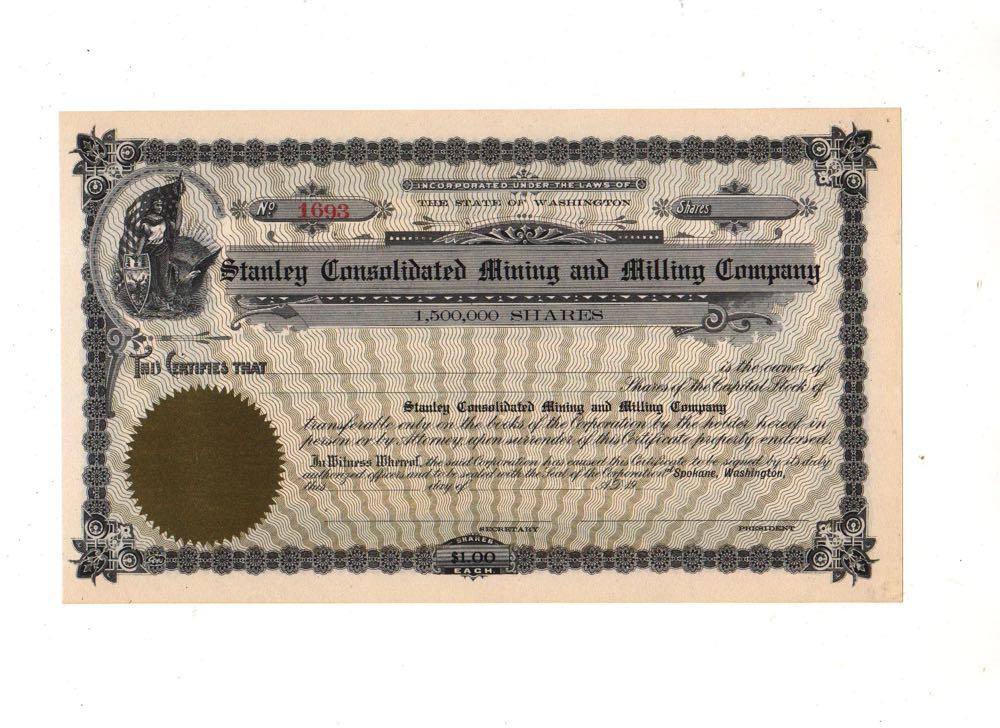 INCORPORATED UNDER THE LAWS OF
THE STATE OF WASHINGTON
No 1693
Shares
Stanley Consolidated Mining and Milling Company
1,500,000 SHARES
THIS CERTIFIES THAT is the owner of
Shares of the Capital Stock of
Stanley Consolidated Mining and Milling Company
transferable only on the books of the Corporation by the holder hereof in
person or by Attorney, upon surrender of this Certificate properly endorsed.
In Witness Whereof, the said Corporation has caused this Certificate to be signed by its duly
authorized officers and to be sealed with the Seal of the Corporation at Spokane, Washington,
this day of A.D. 19
SECRETARY PRESIDENT
SHARES
$1.00
EACH